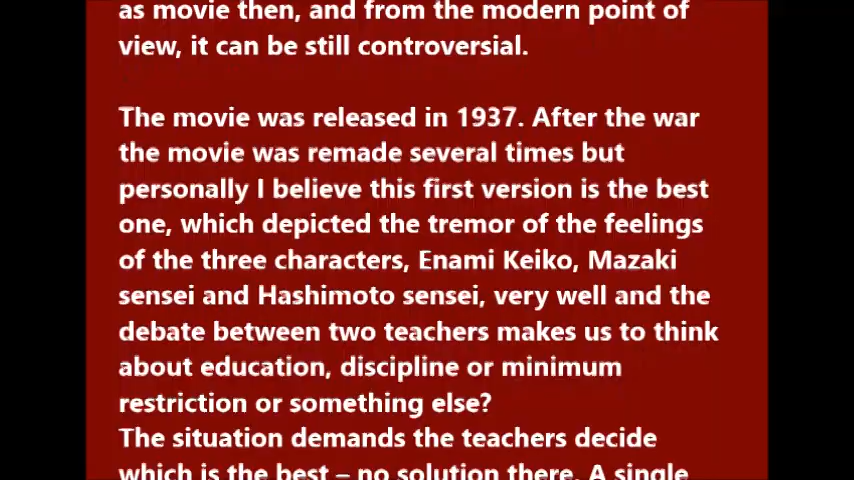 as movie then, and from the modern point of
view, it can be still controversial.
The movie was released in 1937. After the war
the movie was remade several times but
personally I believe this first version is the best
one, which depicted the tremor of the feelings
of the three characters, Enami Keiko, Mazaki
sensei and Hashimoto sensei, very well and the
debate between two teachers makes us to think
about education, discipline or minimum
restriction or something else?
The situation demands the teachers decide
which is the best – no solution there. A single